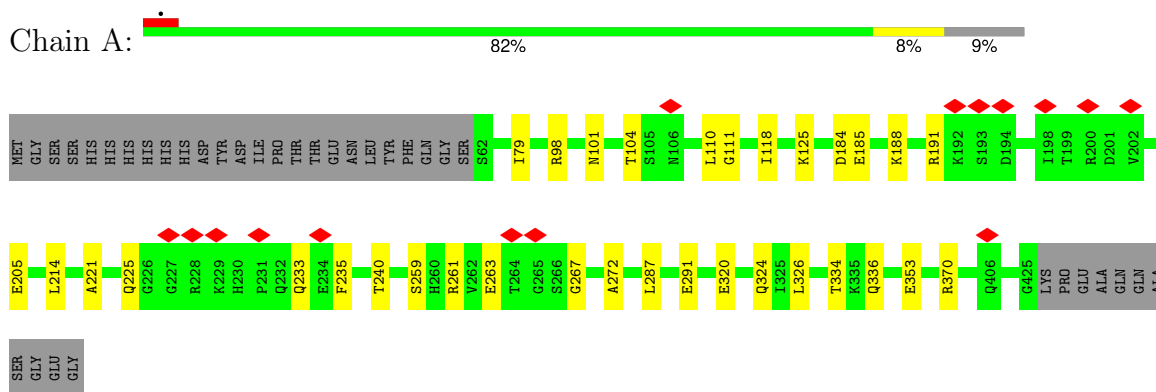 Chain A:
82% 8% 9%
MET GLY SER SER HIS HIS HIS HIS HIS HIS ASP TYR ASP ILE PRO THR THR GLU ASN LEU TYR PHE GLN GLY SER S62 I79 R98 N101 T104 S105 N106 L110 G111 I118 K125 D184 E185 K188 R191 K192 S193 D194 I198 T199 R200 D201 V202
E205 L214 A221 Q225 G226 G227 R228 K229 H230 P231 Q232 Q233 E234 F235 T240 S259 H260 R261 V262 E263 T264 G265 S266 G267 A272 L287 E291 E320 Q324 I325 L326 T334 K335 Q336 E353 R370 Q406 G425 LYS PRO GLU ALA GLN GLN ALA
SER GLY GLU GLY